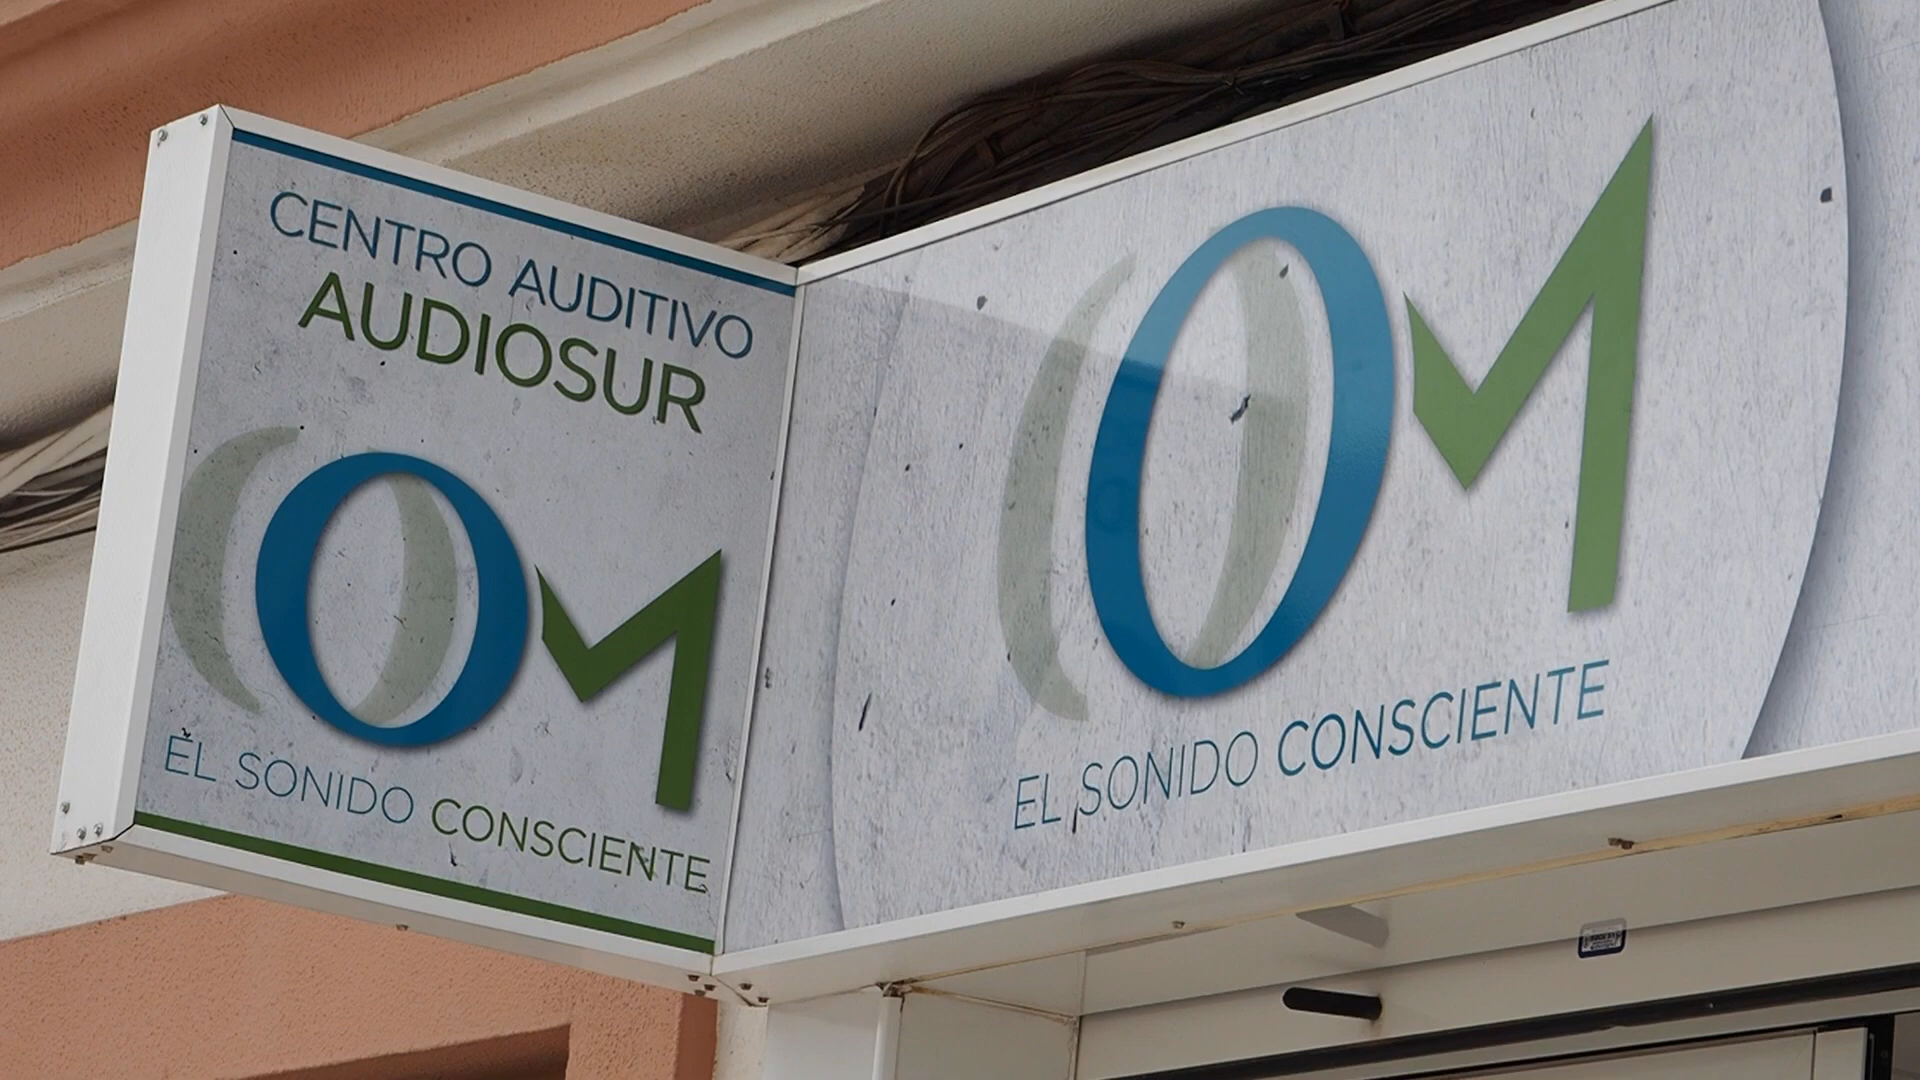 CENTRO AUDITIVO
AUDIOSUR
OM
EL SONIDO CONSCIENTE
OM
EL SONIDO CONSCIENTE